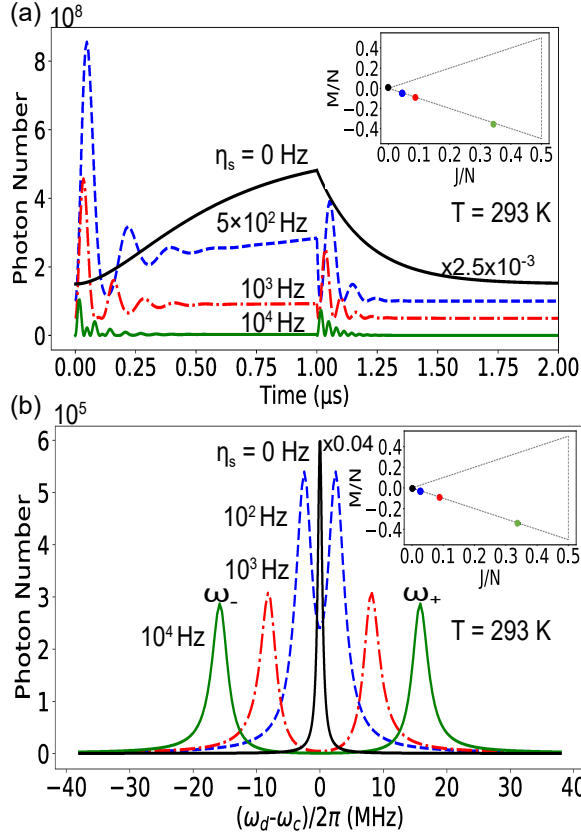 (a)
10⁸
8
6
4
2
0
Photon Number
η_s = 0 Hz
5×10² Hz
10³ Hz
10⁴ Hz
x2.5x10⁻³
T = 293 K
M/N
0.4
0.2
0.0
−0.2
−0.4
0.0 0.1 0.2 0.3 0.4 0.5
J/N
0.00 0.25 0.50 0.75 1.00 1.25 1.50 1.75 2.00
Time (μs)
(b)
10⁵
6
5
4
3
2
1
0
Photon Number
η_s = 0 Hz
x0.04
10² Hz
10³ Hz
10⁴ Hz
ω₋
ω₊
T = 293 K
M/N
0.4
0.2
0.0
−0.2
−0.4
0.0 0.1 0.2 0.3 0.4 0.5
J/N
−40 −30 −20 −10 0 10 20 30 40
(ω_d-ω_c)/2π (MHz)